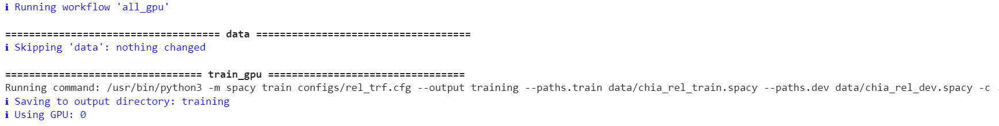 ℹ Running workflow 'all_gpu'
==================================== data ====================================
ℹ Skipping 'data': nothing changed
================================= train_gpu =================================
Running command: /usr/bin/python3 -m spacy train configs/rel_trf.cfg --output training --paths.train data/chia_rel_train.spacy --paths.dev data/chia_rel_dev.spacy -c .
ℹ Saving to output directory: training
ℹ Using GPU: 0